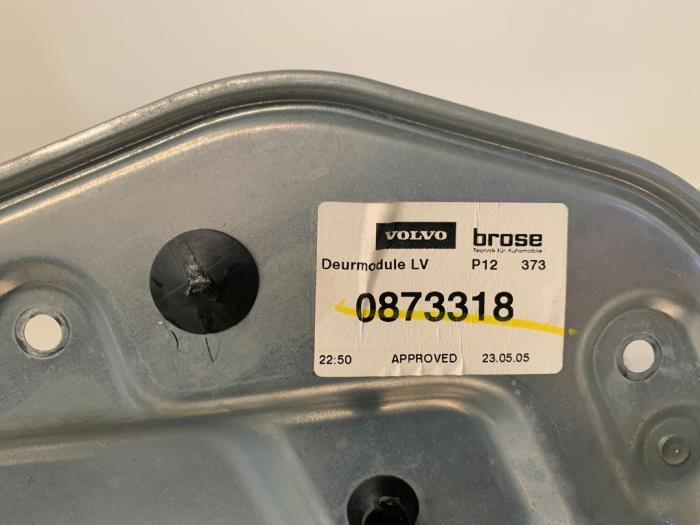 VOLVO brose
Technik für Automobile
Deurmodule LV P12 373
0873318
22:50 APPROVED 23.05.05